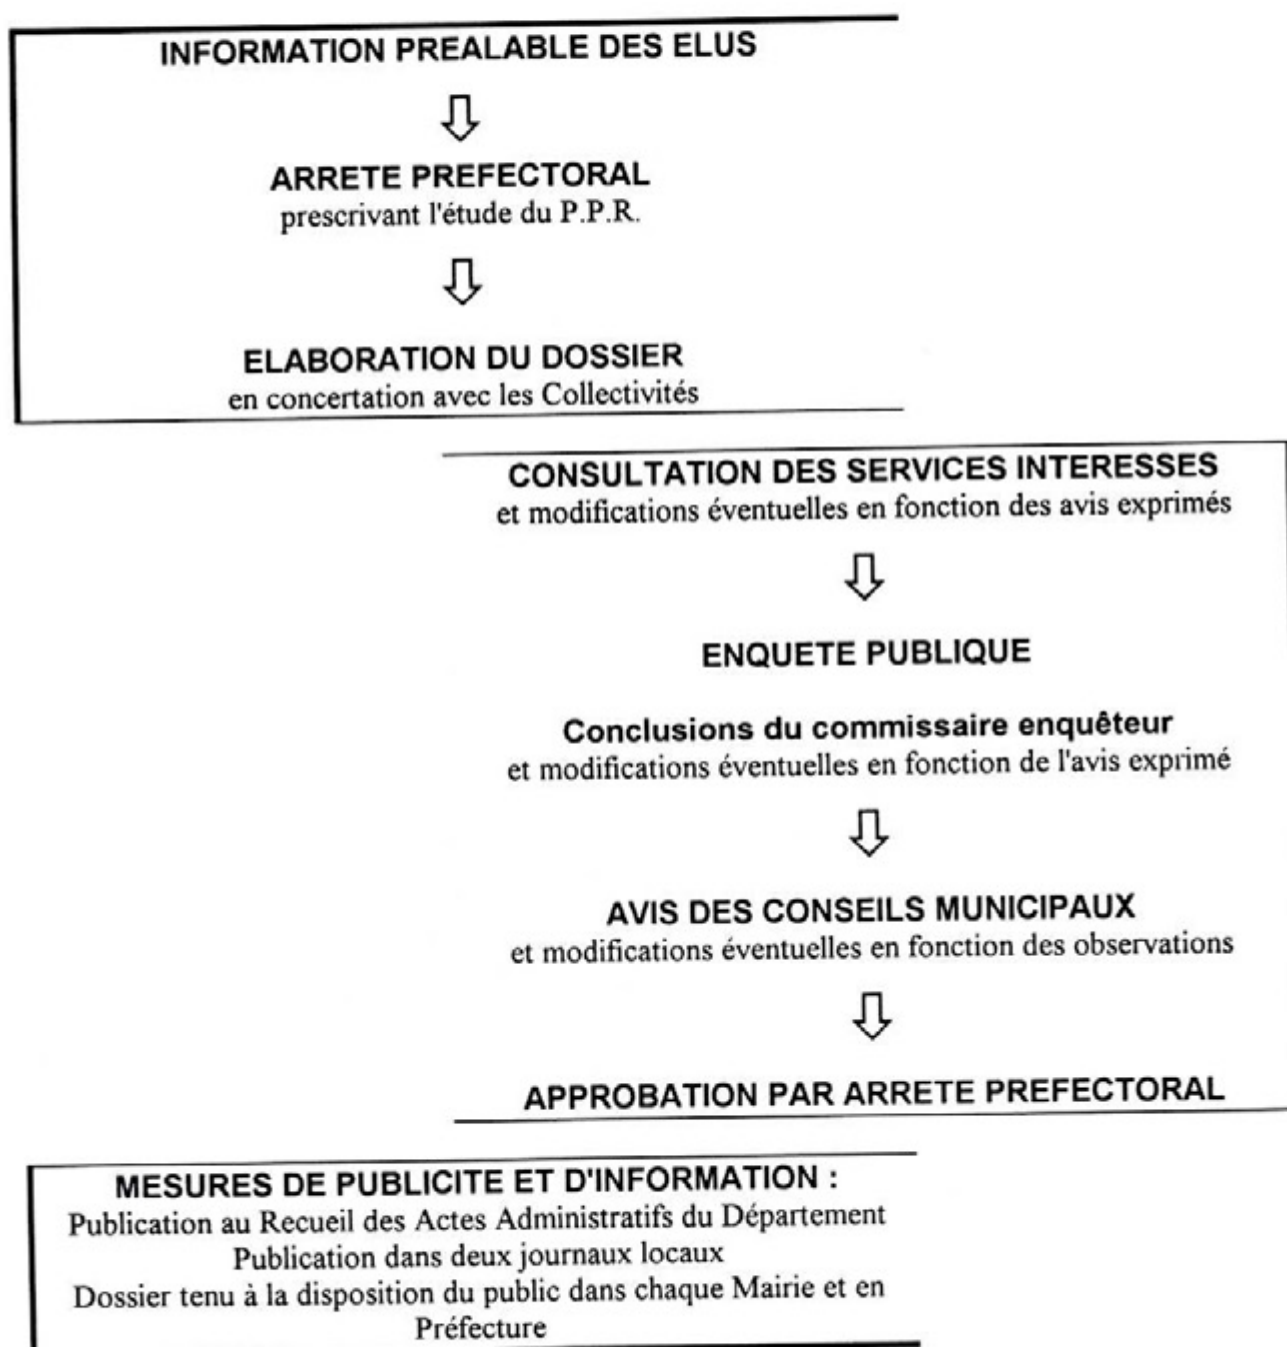 INFORMATION PREALABLE DES ELUS
ARRETE PREFECTORAL
prescrivant l'étude du P.P.R.
ELABORATION DU DOSSIER
en concertation avec les Collectivités
CONSULTATION DES SERVICES INTERESSES
et modifications éventuelles en fonction des avis exprimés
ENQUETE PUBLIQUE
Conclusions du commissaire enquêteur
et modifications éventuelles en fonction de l'avis exprimé
AVIS DES CONSEILS MUNICIPAUX
et modifications éventuelles en fonction des observations
APPROBATION PAR ARRETE PREFECTORAL
MESURES DE PUBLICITE ET D'INFORMATION :
Publication au Recueil des Actes Administratifs du Département
Publication dans deux journaux locaux
Dossier tenu à la disposition du public dans chaque Mairie et en
Préfecture